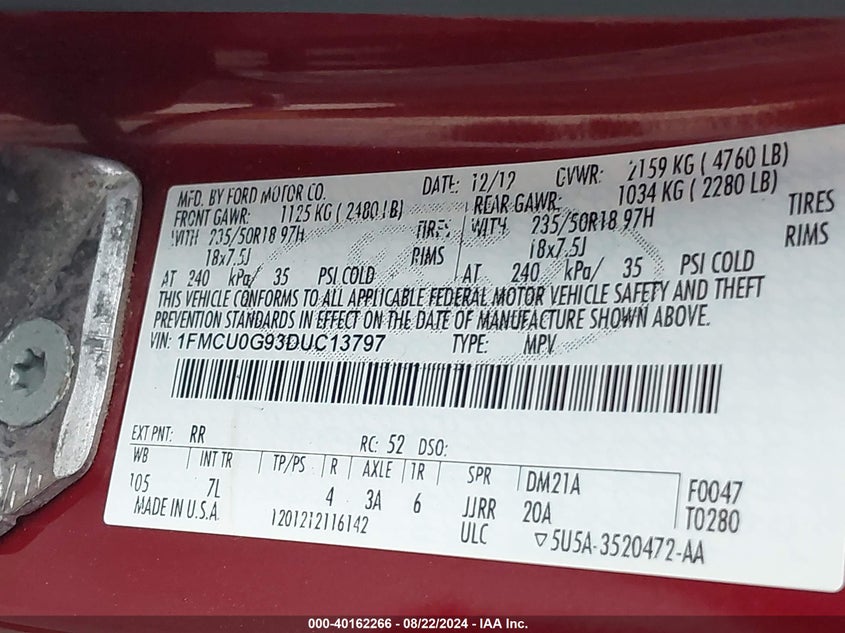 MFD. BY FORD MOTOR CO. DATE: 12/12 GVWR: 2159 KG ( 4760 LB)
FRONT GAWR: 1125 KG ( 2480 LB) REAR GAWR: 1034 KG ( 2280 LB)
WITH 235/50R18 97H TIRES WITH 235/50R18 97H TIRES
18x7.5J RIMS 18x7.5J RIMS
AT 240 kPa/ 35 PSI COLD AT 240 kPa/ 35 PSI COLD
THIS VEHICLE CONFORMS TO ALL APPLICABLE FEDERAL MOTOR VEHICLE SAFETY AND THEFT
PREVENTION STANDARDS IN EFFECT ON THE DATE OF MANUFACTURE SHOWN ABOVE.
VIN: 1FMCU0G93DUC13797 TYPE: MPV
EXT PNT: RR RC: 52 DSO:
WB INT TR TP/PS R AXLE TR SPR DM21A F0047
105 7L 4 3A 6 JJRR 20A T0280
MADE IN U.S.A. 1201212116142 ULC ▽5U5A-3520472-AA
000-40162266 - 08/22/2024 - IAA Inc.